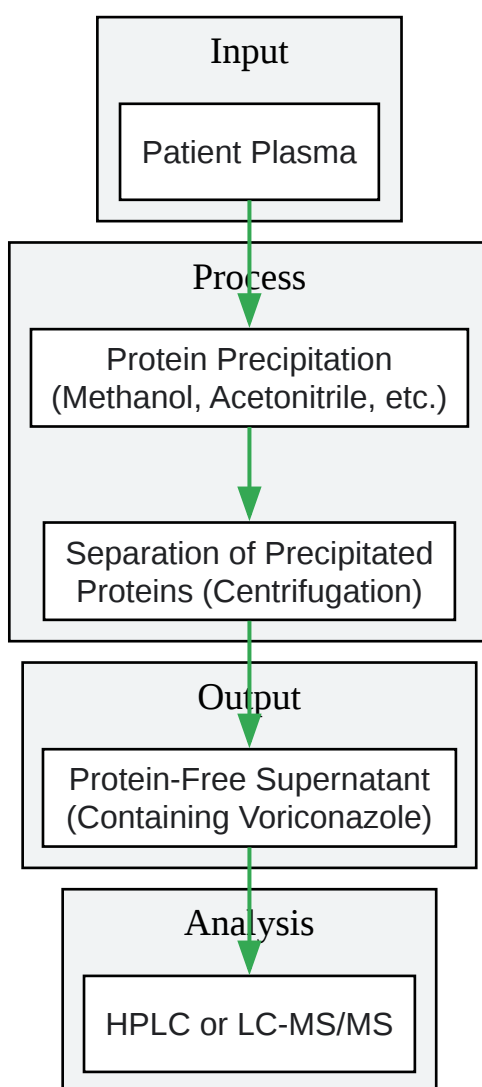 Input
Patient Plasma
Process
Protein Precipitation
(Methanol, Acetonitrile, etc.)
Separation of Precipitated
Proteins (Centrifugation)
Output
Protein-Free Supernatant
(Containing Voriconazole)
Analysis
HPLC or LC-MS/MS